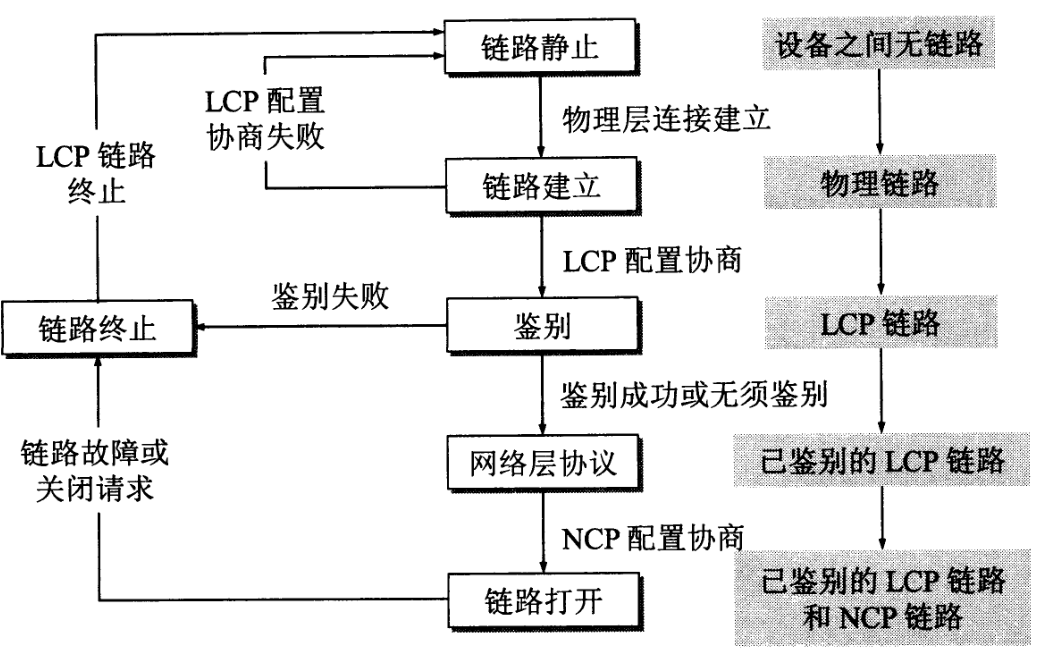 链路静止
设备之间无链路
LCP 配置
协商失败
物理层连接建立
LCP 链路
终止
链路建立
物理链路
LCP 配置协商
鉴别失败
链路终止
鉴别
LCP 链路
鉴别成功或无须鉴别
链路故障或
关闭请求
网络层协议
已鉴别的 LCP 链路
NCP 配置协商
链路打开
已鉴别的 LCP 链路
和 NCP 链路